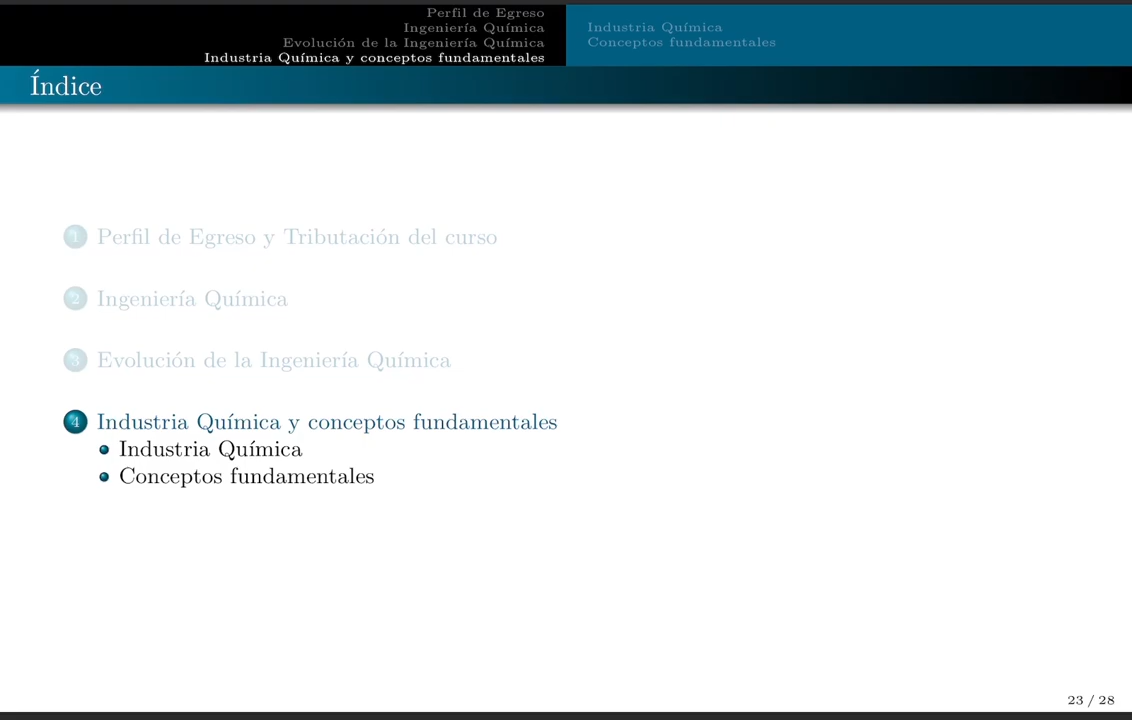 Perfil de Egreso
Ingeniería Química
Evolución de la Ingeniería Química
Industria Química y conceptos fundamentales
Industria Química
Conceptos fundamentales
Índice
1 Perfil de Egreso y Tributación del curso
2 Ingeniería Química
3 Evolución de la Ingeniería Química
4 Industria Química y conceptos fundamentales
Industria Química
Conceptos fundamentales
23 / 28